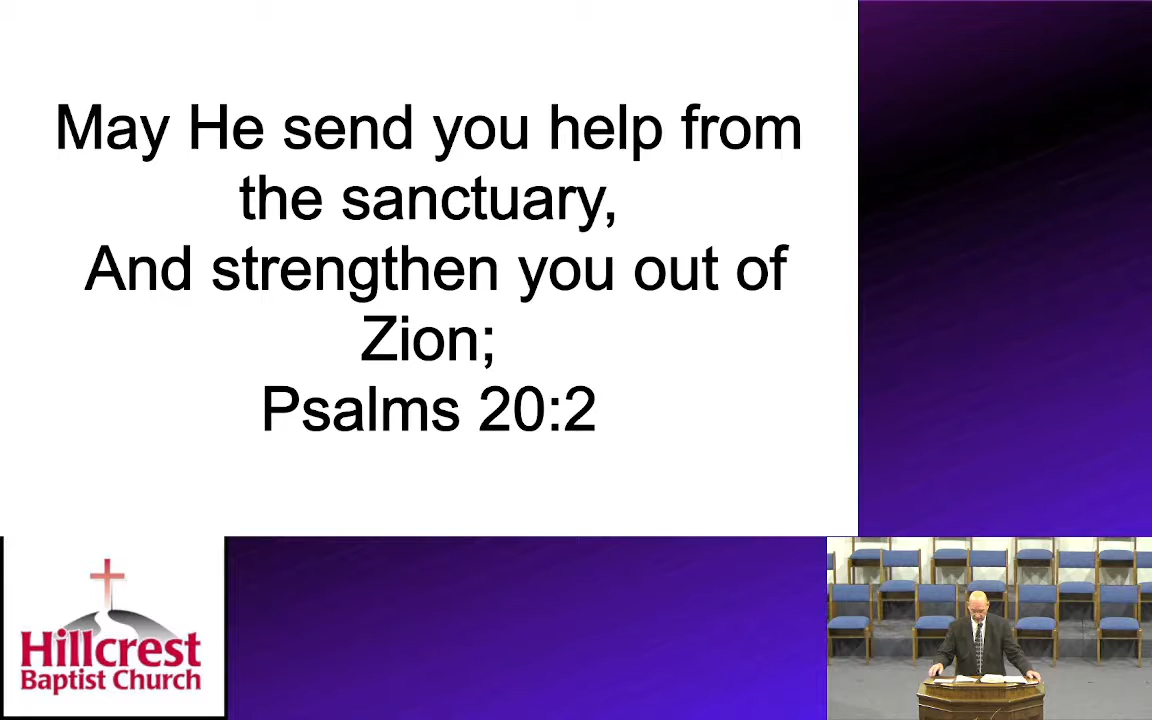 May He send you help from
the sanctuary,
And strengthen you out of
Zion;
Psalms 20:2
Hillcrest
Baptist Church